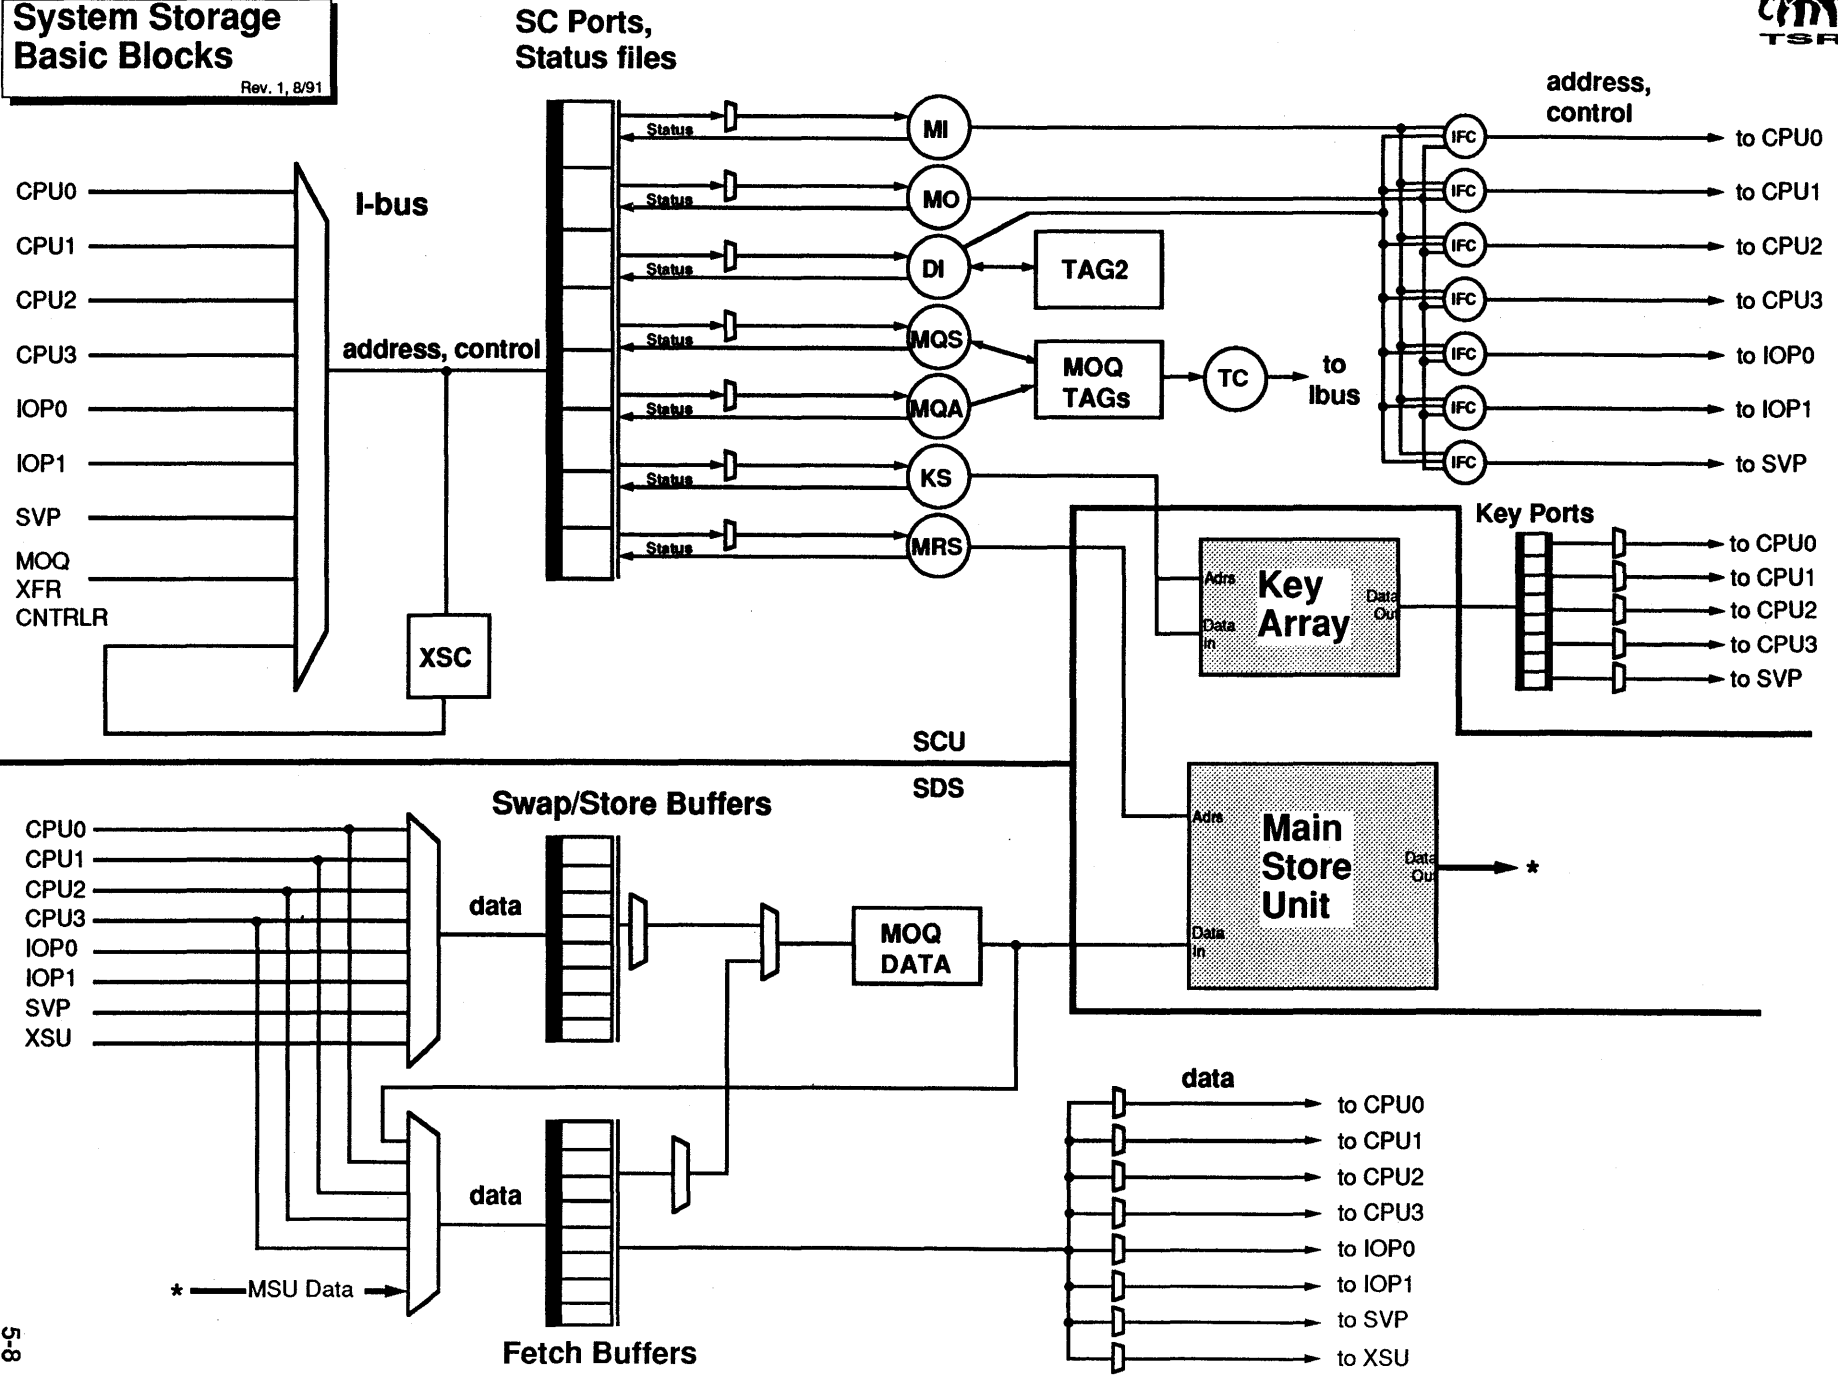 System Storage
Basic Blocks
Rev. 1, 8/91
SC Ports,
Status files
TSR
address,
control
CPU0
CPU1
CPU2
CPU3
IOP0
IOP1
SVP
MOQ
XFR
CNTRLR
I-bus
address, control
XSC
Status
Status
Status
Status
Status
Status
Status
MI
MO
DI
MQS
MQA
KS
MRS
TAG2
MOQ
TAGs
TC
to
Ibus
IFC
IFC
IFC
IFC
IFC
IFC
IFC
to CPU0
to CPU1
to CPU2
to CPU3
to IOP0
to IOP1
to SVP
Key Ports
Adrs
Data
In
Key
Array
Data
Out
to CPU0
to CPU1
to CPU2
to CPU3
to SVP
SCU
SDS
Swap/Store Buffers
CPU0
CPU1
CPU2
CPU3
IOP0
IOP1
SVP
XSU
data
MOQ
DATA
Adrs
Data
In
Main
Store
Unit
Data
Out
*
data
* MSU Data
Fetch Buffers
data
to CPU0
to CPU1
to CPU2
to CPU3
to IOP0
to IOP1
to SVP
to XSU
5-8